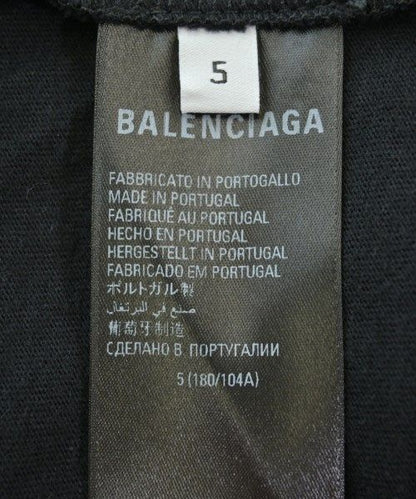 5
BALENCIAGA
FABBRICATO IN PORTOGALLO
MADE IN PORTUGAL
FABRIQUÉ AU PORTUGAL
HECHO EN PORTUGAL
HERGESTELLT IN PORTUGAL
FABRICADO EM PORTUGAL
ポルトガル製
صنع في البرتغال
葡萄牙制造
СДЕЛАНО В ПОРТУГАЛИИ
5 (180/104A)